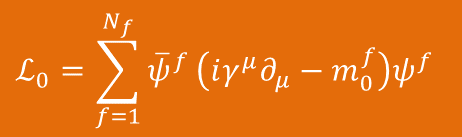 ℒ₀ = ∑_{f=1}^{N_f} ψ̄^f (iγ^μ ∂_μ − m_0^f) ψ^f